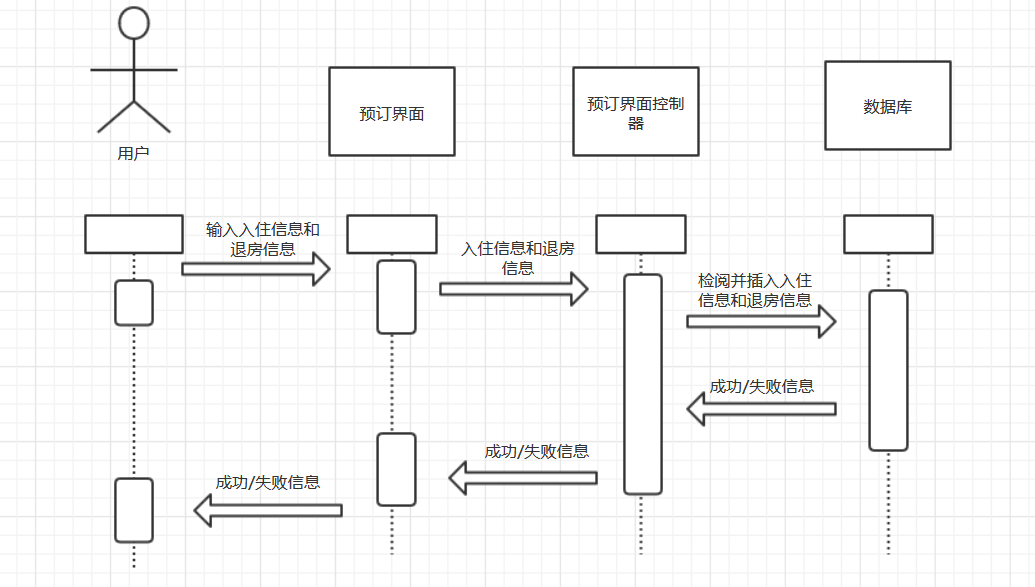 用户
预订界面
预订界面控制
器
数据库
输入入住信息和
退房信息
入住信息和退房
信息
检阅并插入入住
信息和退房信息
成功/失败信息
成功/失败信息
成功/失败信息